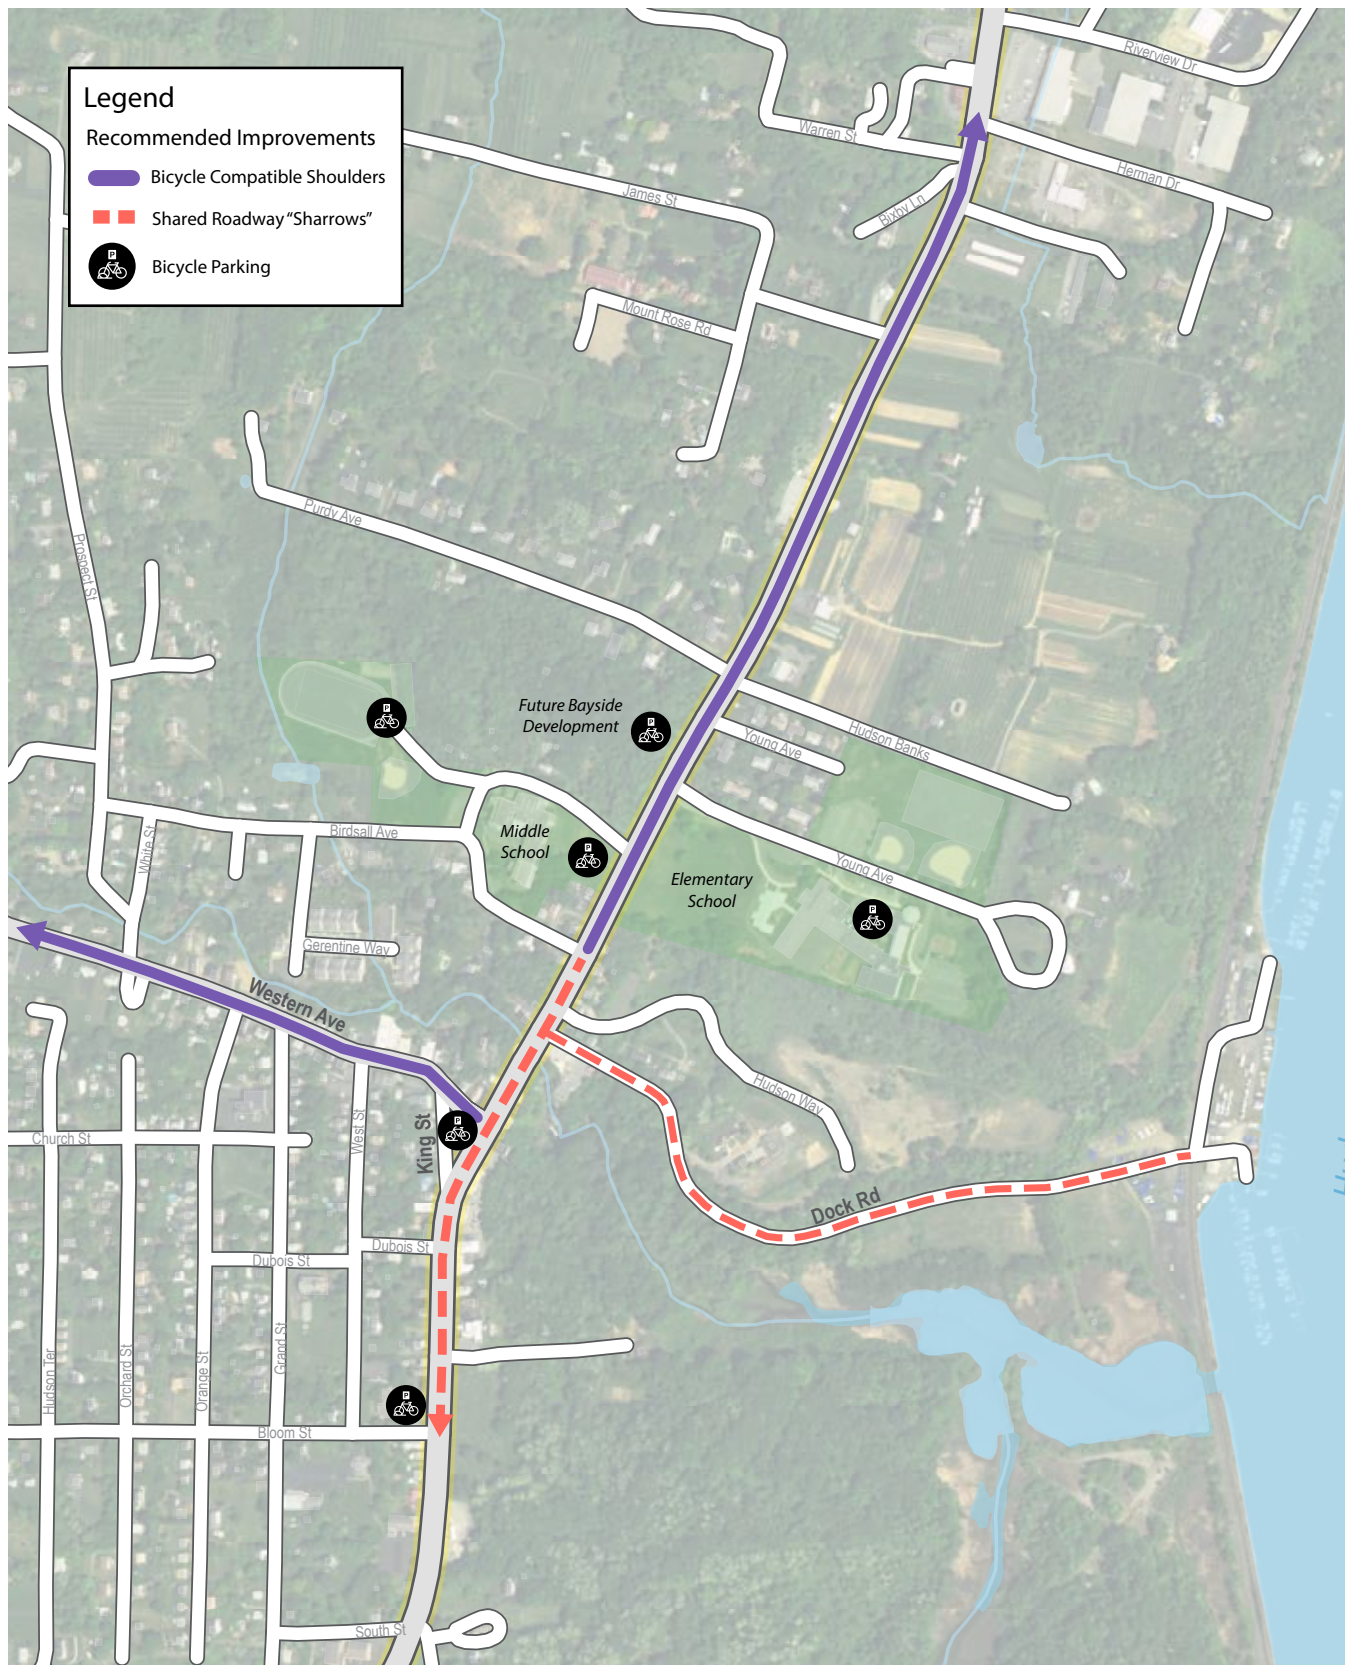 Legend
Recommended Improvements
Bicycle Compatible Shoulders
Shared Roadway “Sharrows”
P
Bicycle Parking
Riverview Dr
Warren St
Herman Dr
James St
Bixby Ln
Mount Rose Rd
Purdy Ave
Prospect St
Future Bayside
Development
P
P
Hudson Banks
Young Ave
Birdsall Ave
White St
Middle
School
P
Young Ave
Elementary
School
P
Gerentine Way
Western Ave
Hudson Way
King St
P
Church St
West St
Dock Rd
Dubois St
Dubois St
Hudson Ter
Orchard St
Orange St
Grand St
P
Bloom St
South St